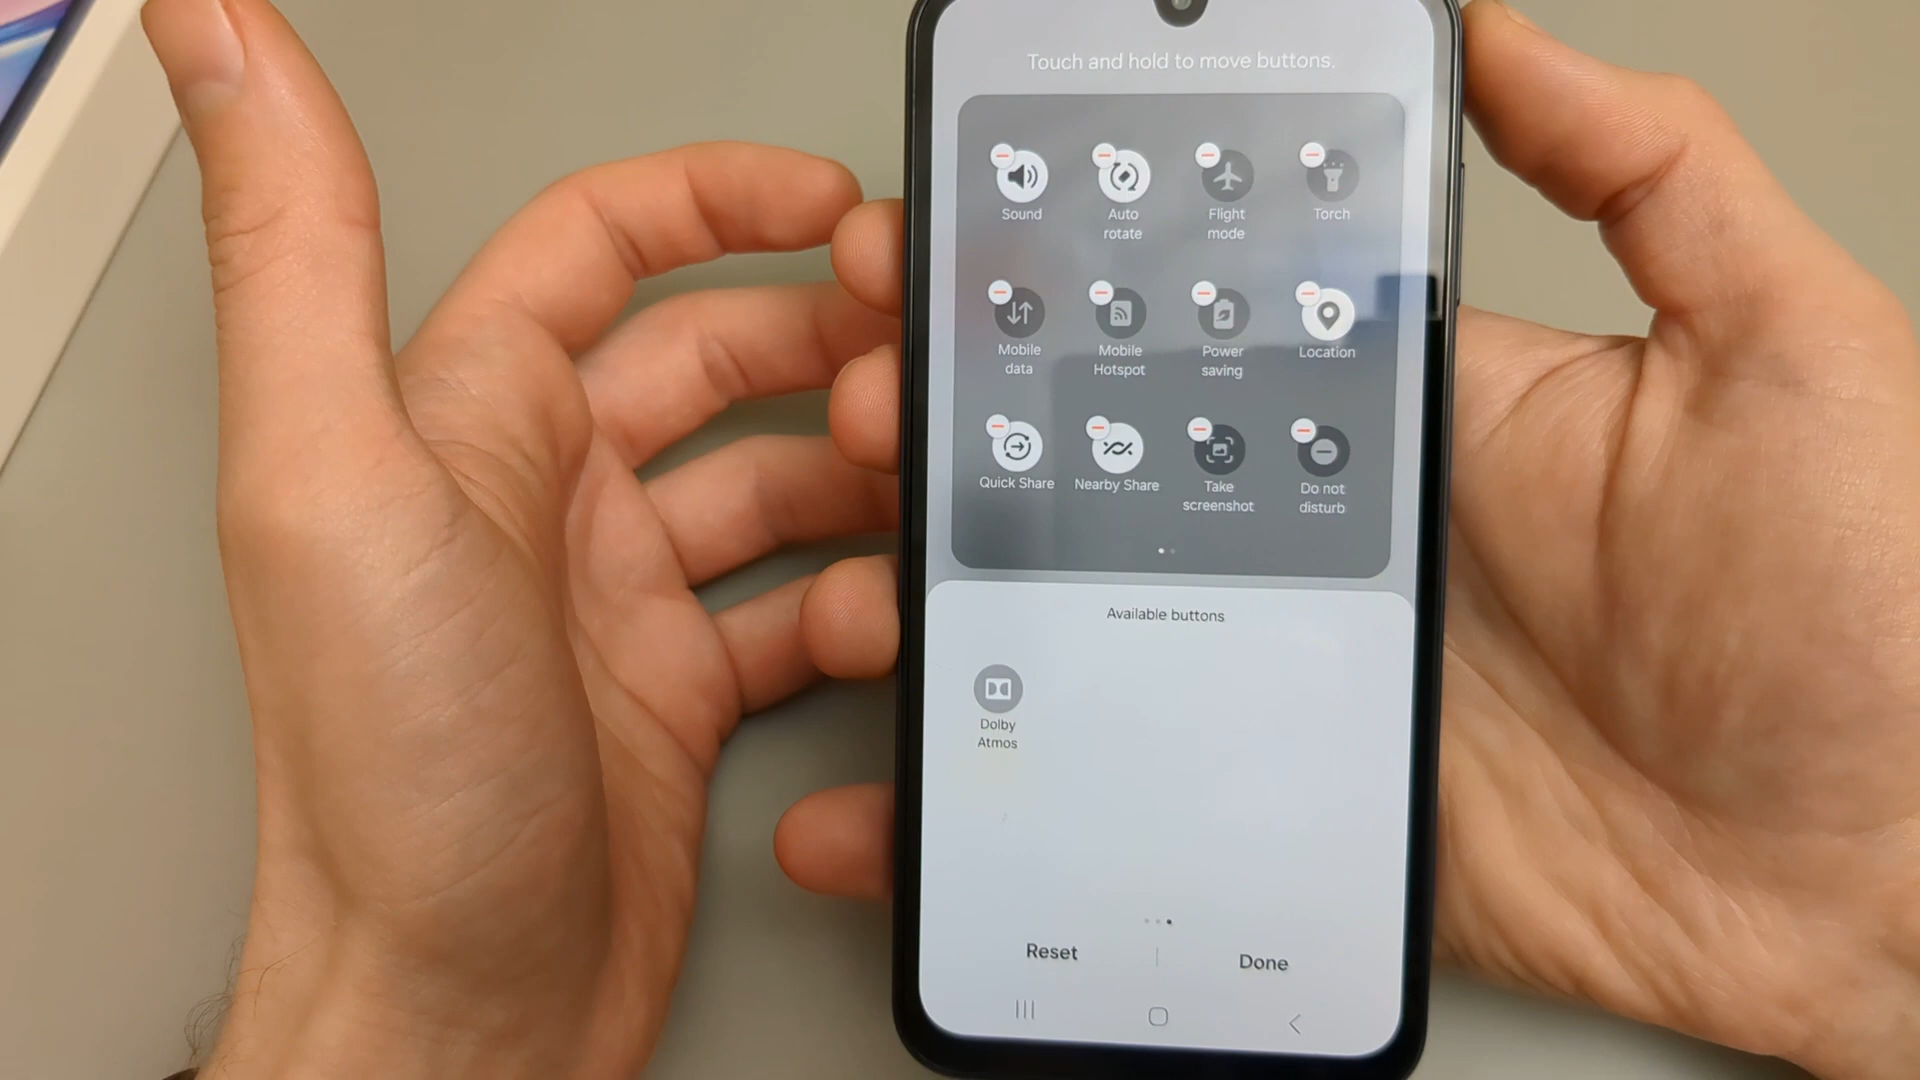 Touch and hold to move buttons.
Sound
Auto
rotate
Flight
mode
Torch
Mobile
data
Mobile
Hotspot
Power
saving
Location
Quick Share
Nearby Share
Take
screenshot
Do not
disturb
Available buttons
Dolby
Atmos
Reset
Done